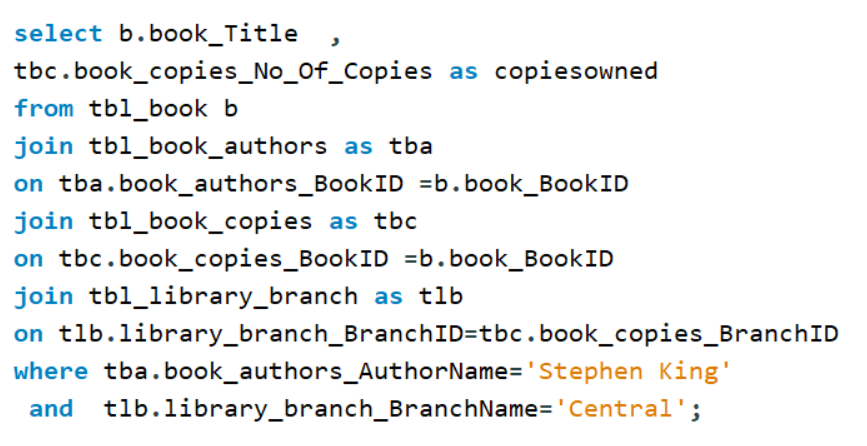 select b.book_Title  ,
tbc.book_copies_No_Of_Copies as copiesowned
from tbl_book b
join tbl_book_authors as tba
on tba.book_authors_BookID =b.book_BookID
join tbl_book_copies as tbc
on tbc.book_copies_BookID =b.book_BookID
join tbl_library_branch as tlb
on tlb.library_branch_BranchID=tbc.book_copies_BranchID
where tba.book_authors_AuthorName='Stephen King'
 and  tlb.library_branch_BranchName='Central';